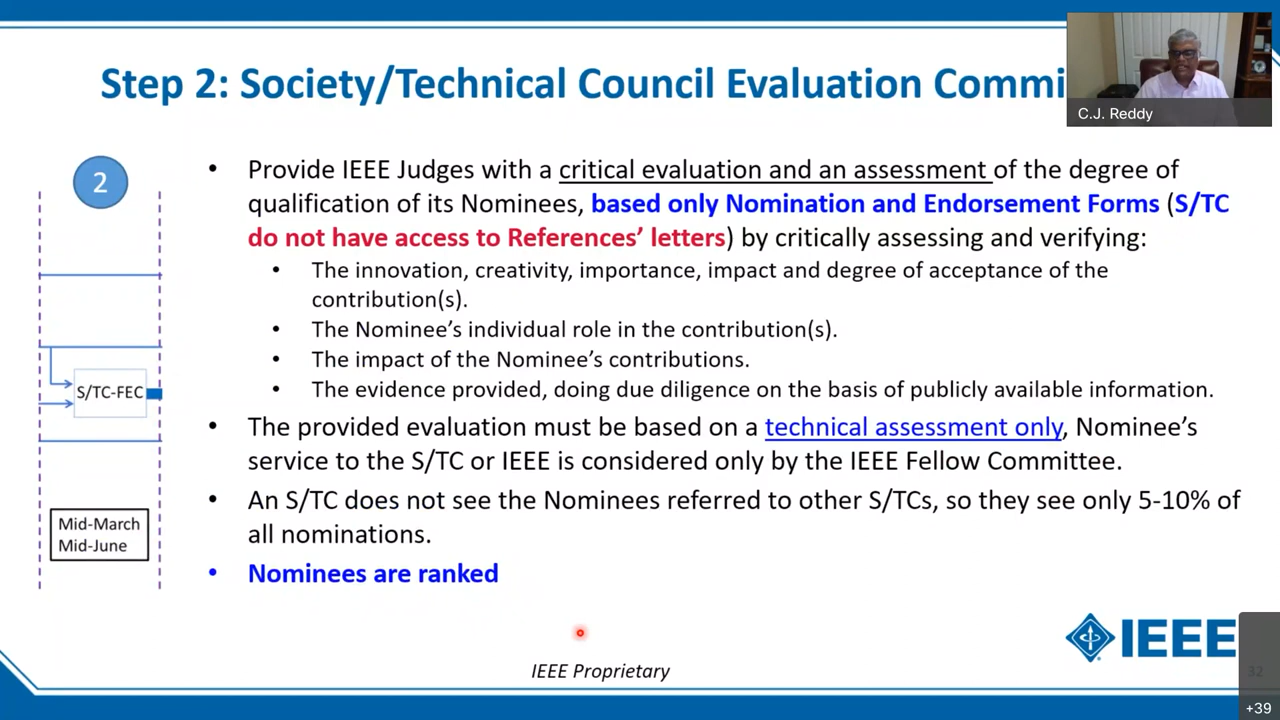 Step 2: Society/Technical Council Evaluation Commi
C.J. Reddy
2
• Provide IEEE Judges with a critical evaluation and an assessment of the degree of
qualification of its Nominees, based only Nomination and Endorsement Forms (S/TC
do not have access to References’ letters) by critically assessing and verifying:
• The innovation, creativity, importance, impact and degree of acceptance of the
contribution(s).
• The Nominee’s individual role in the contribution(s).
• The impact of the Nominee’s contributions.
• The evidence provided, doing due diligence on the basis of publicly available information.
S/TC-FEC
• The provided evaluation must be based on a technical assessment only, Nominee’s
service to the S/TC or IEEE is considered only by the IEEE Fellow Committee.
• An S/TC does not see the Nominees referred to other S/TCs, so they see only 5-10% of
all nominations.
Mid-March
Mid-June
• Nominees are ranked
IEEE
IEEE Proprietary
32
+39